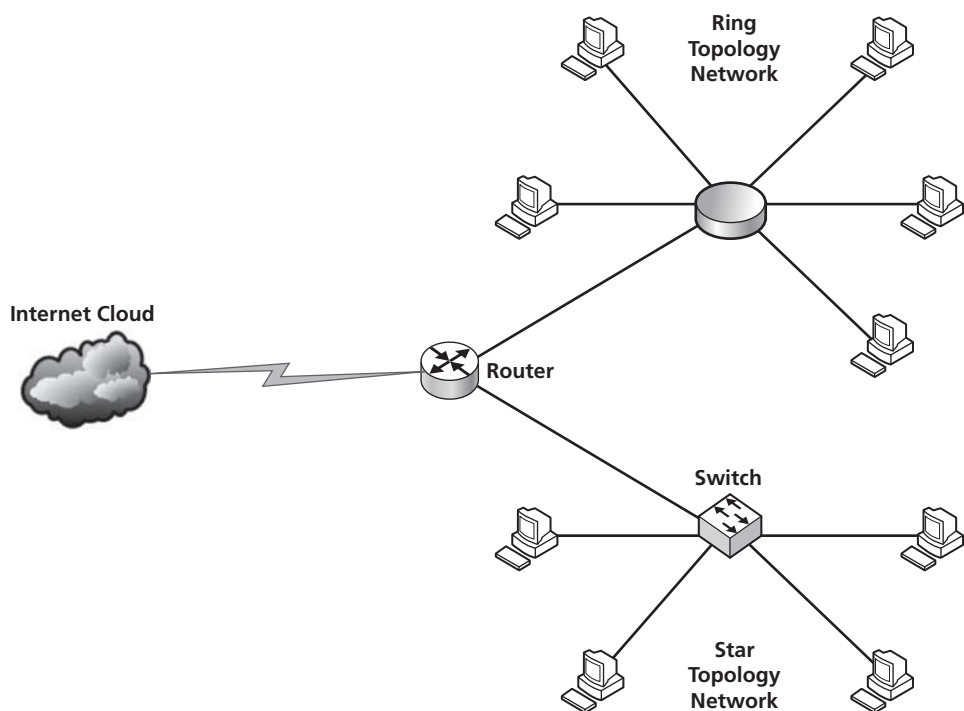 Ring
Topology
Network
Internet Cloud
Router
Switch
Star
Topology
Network